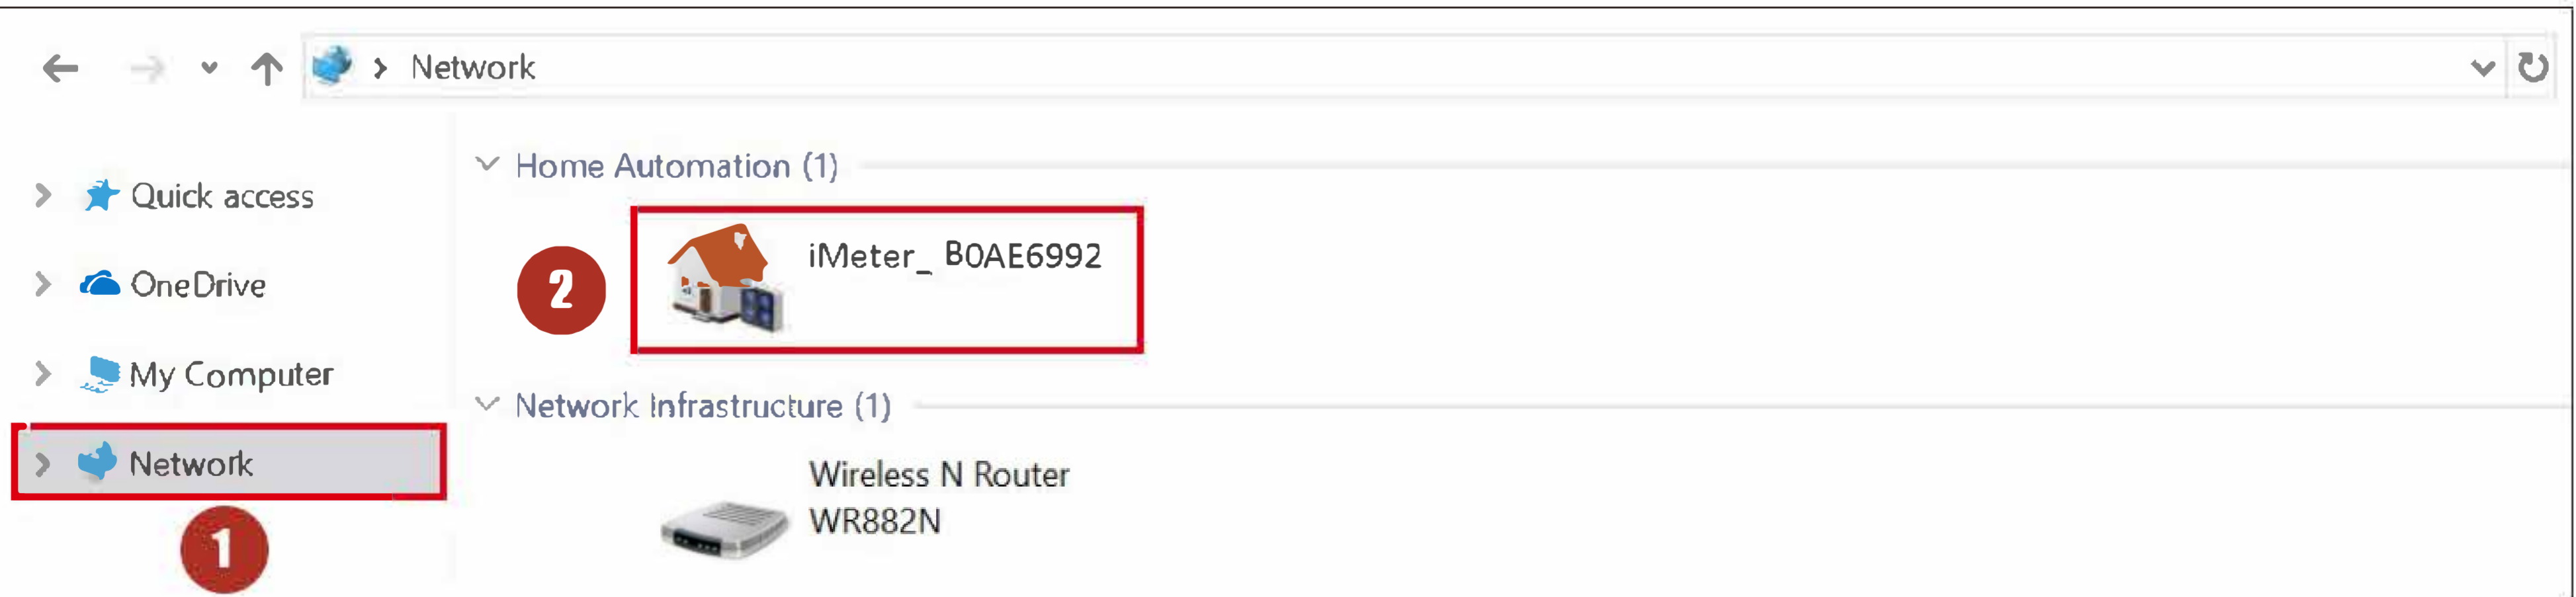 Network
Quick access
OneDrive
My Computer
Network
1
Home Automation (1)
2
iMeter_ B0AE6992
Network Infrastructure (1)
Wireless N Router
WR882N